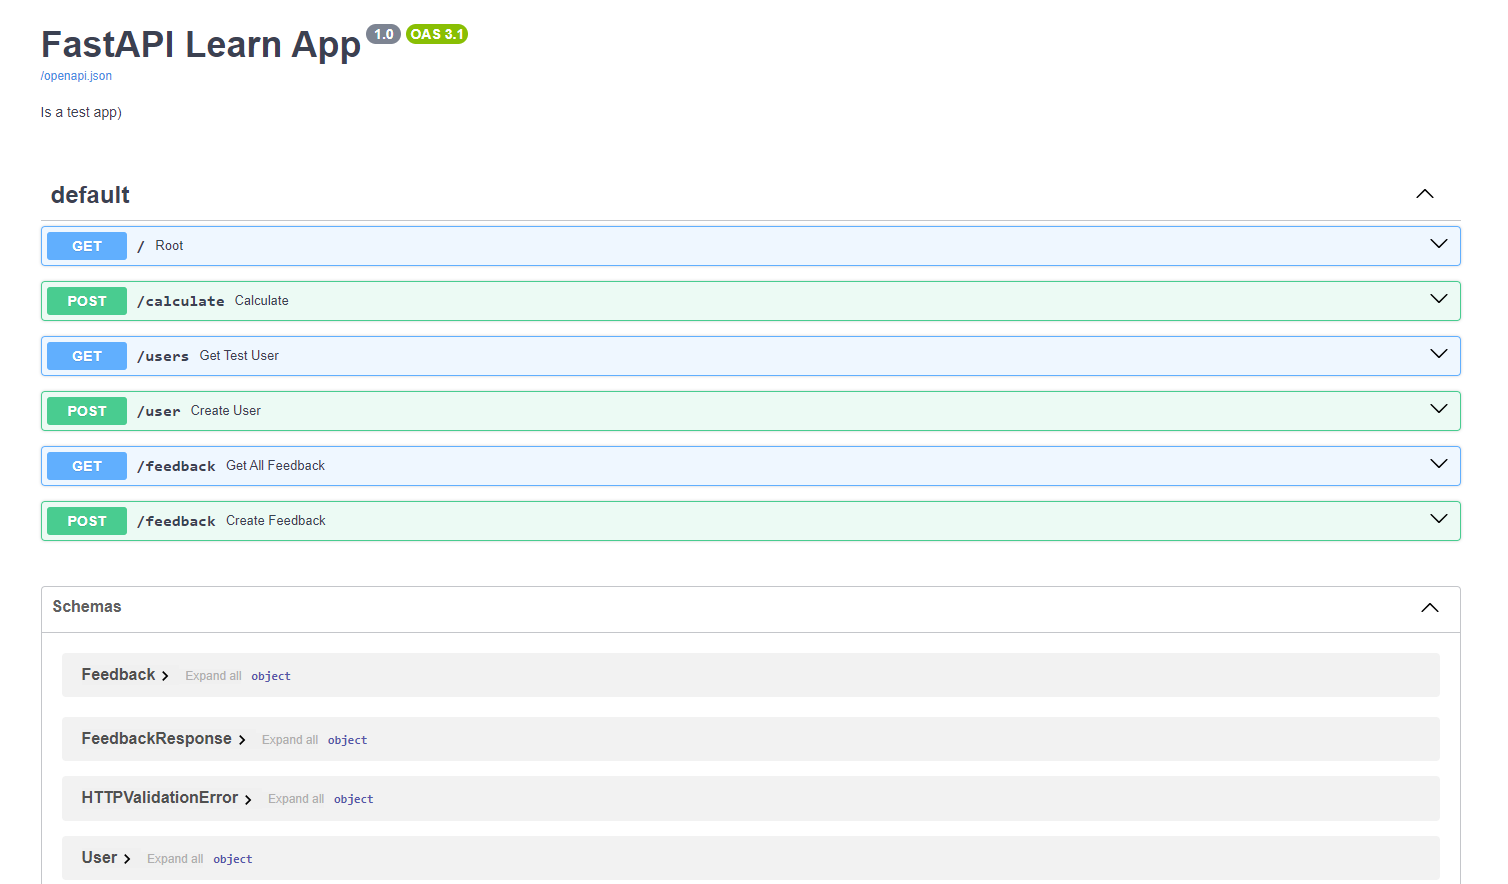 FastAPI Learn App 1.0 OAS 3.1
/openapi.json
Is a test app)
default
GET / Root
POST /calculate Calculate
GET /users Get Test User
POST /user Create User
GET /feedback Get All Feedback
POST /feedback Create Feedback
Schemas
Feedback Expand all object
FeedbackResponse Expand all object
HTTPValidationError Expand all object
User Expand all object